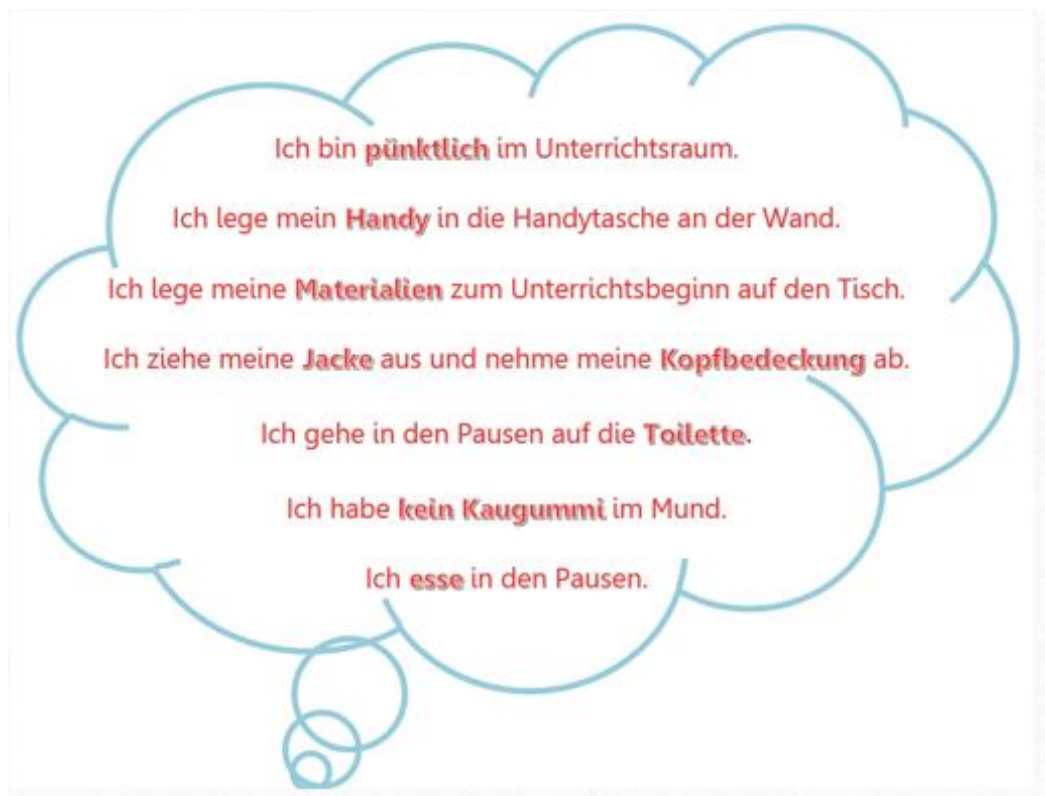 Ich bin pünktlich im Unterrichtsraum.
Ich lege mein Handy in die Handytasche an der Wand.
Ich lege meine Materialien zum Unterrichtsbeginn auf den Tisch.
Ich ziehe meine Jacke aus und nehme meine Kopfbedeckung ab.
Ich gehe in den Pausen auf die Toilette.
Ich habe kein Kaugummi im Mund.
Ich esse in den Pausen.